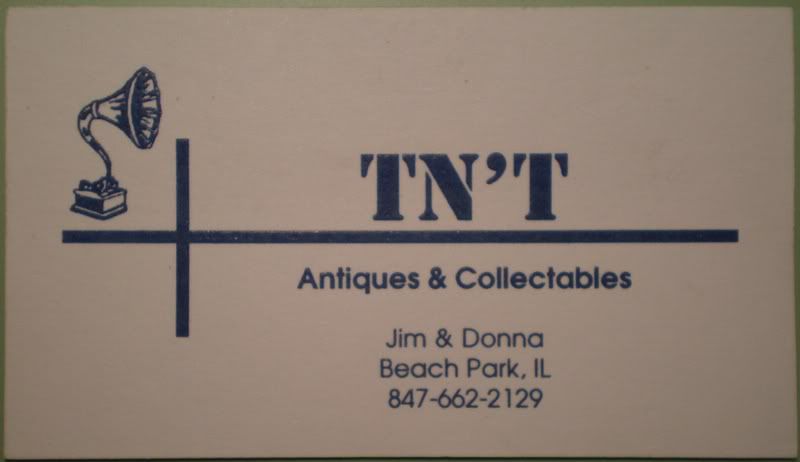 TN'T
Antiques & Collectables
Jim & Donna
Beach Park, IL
847-662-2129